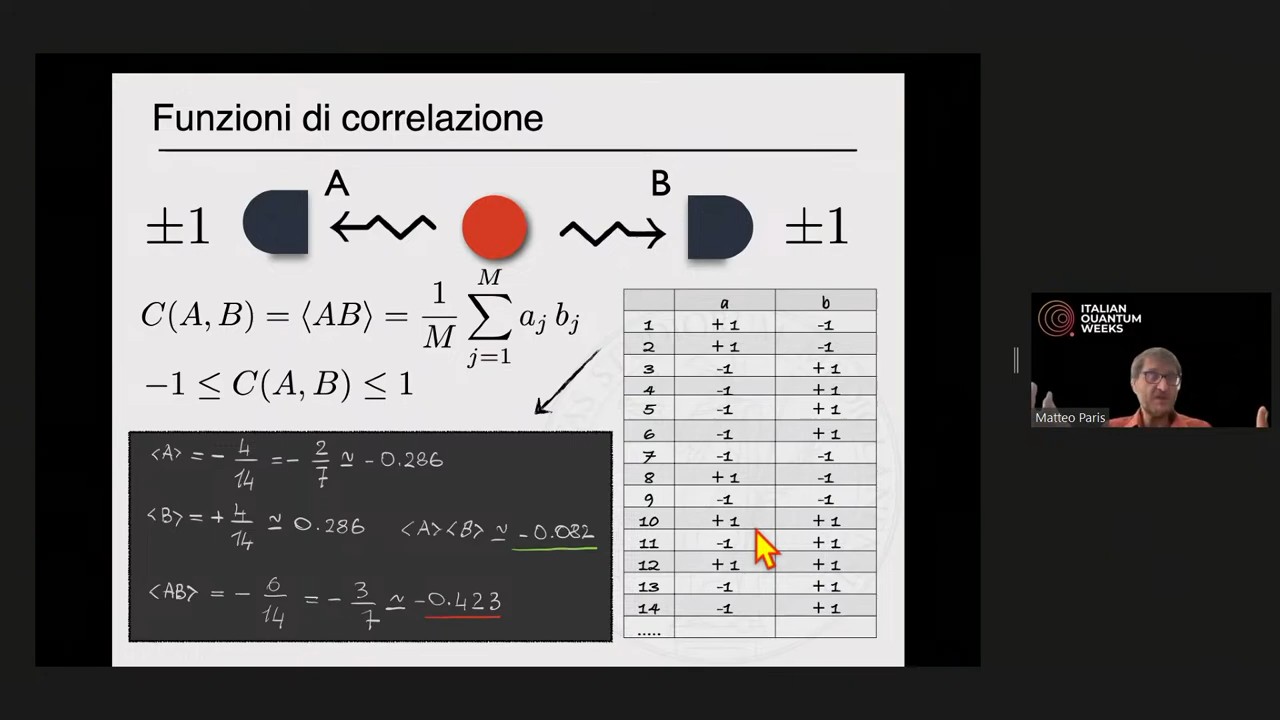 Funzioni di correlazione
A
B
±1
±1
C(A, B) = ⟨AB⟩ = 1/M ∑_{j=1}^{M} a_j b_j
−1 ≤ C(A, B) ≤ 1
<A> = - 4/14 = - 2/7 ≃ -0.286
<B> = + 4/14 ≃ 0.286
<A><B> ≃ -0.082
<AB> = - 6/14 = - 3/7 ≃ -0.423
a b
1 +1 -1
2 +1 -1
3 -1 +1
4 -1 +1
5 -1 +1
6 -1 +1
7 -1 -1
8 +1 -1
9 -1 -1
10 +1 +1
11 -1 +1
12 +1 +1
13 -1 +1
14 -1 +1
.....
ITALIAN
QUANTUM
WEEKS
Matteo Paris